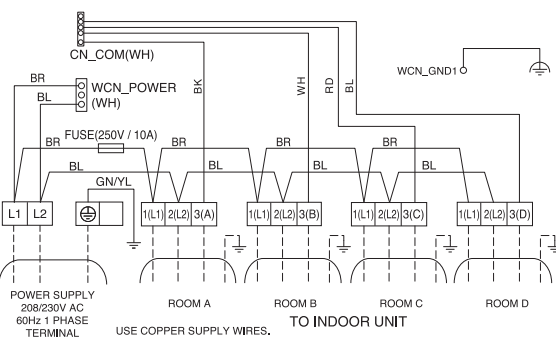 CN_COM(WH)
BR
WCN_POWER
(WH)
BL
BK
WH
RD
BL
WCN_GND1
FUSE(250V / 10A)
BR
BR
BR
BR
BL
BL
BL
BL
GN/YL
L1
L2
1(L1)
2(L2)
3(A)
1(L1)
2(L2)
3(B)
1(L1)
2(L2)
3(C)
1(L1)
2(L2)
3(D)
POWER SUPPLY
208/230V AC
60Hz 1 PHASE
TERMINAL
ROOM A
ROOM B
ROOM C
ROOM D
TO INDOOR UNIT
USE COPPER SUPPLY WIRES.